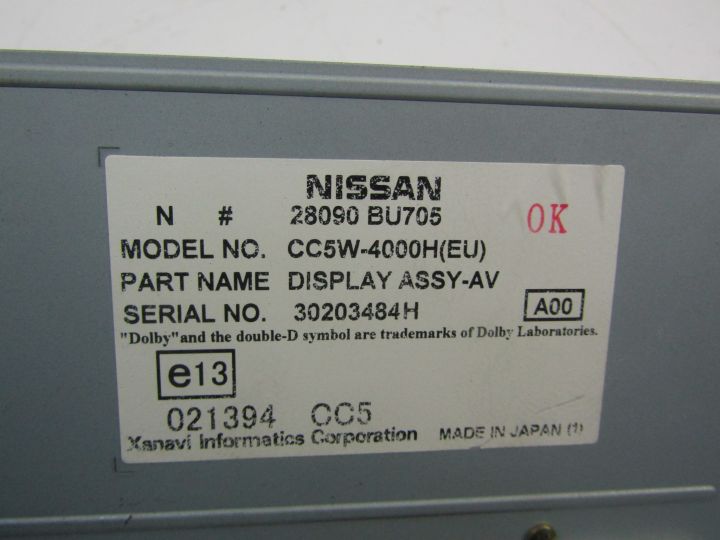 NISSAN
N # 28090 BU705
OK
MODEL NO. CC5W-4000H(EU)
PART NAME DISPLAY ASSY-AV
SERIAL NO. 30203484H
A00
"Dolby"and the double-D symbol are trademarks of Dolby Laboratories.
e13
021394 CC5
Xanavi Informatics Corporation MADE IN JAPAN (1)